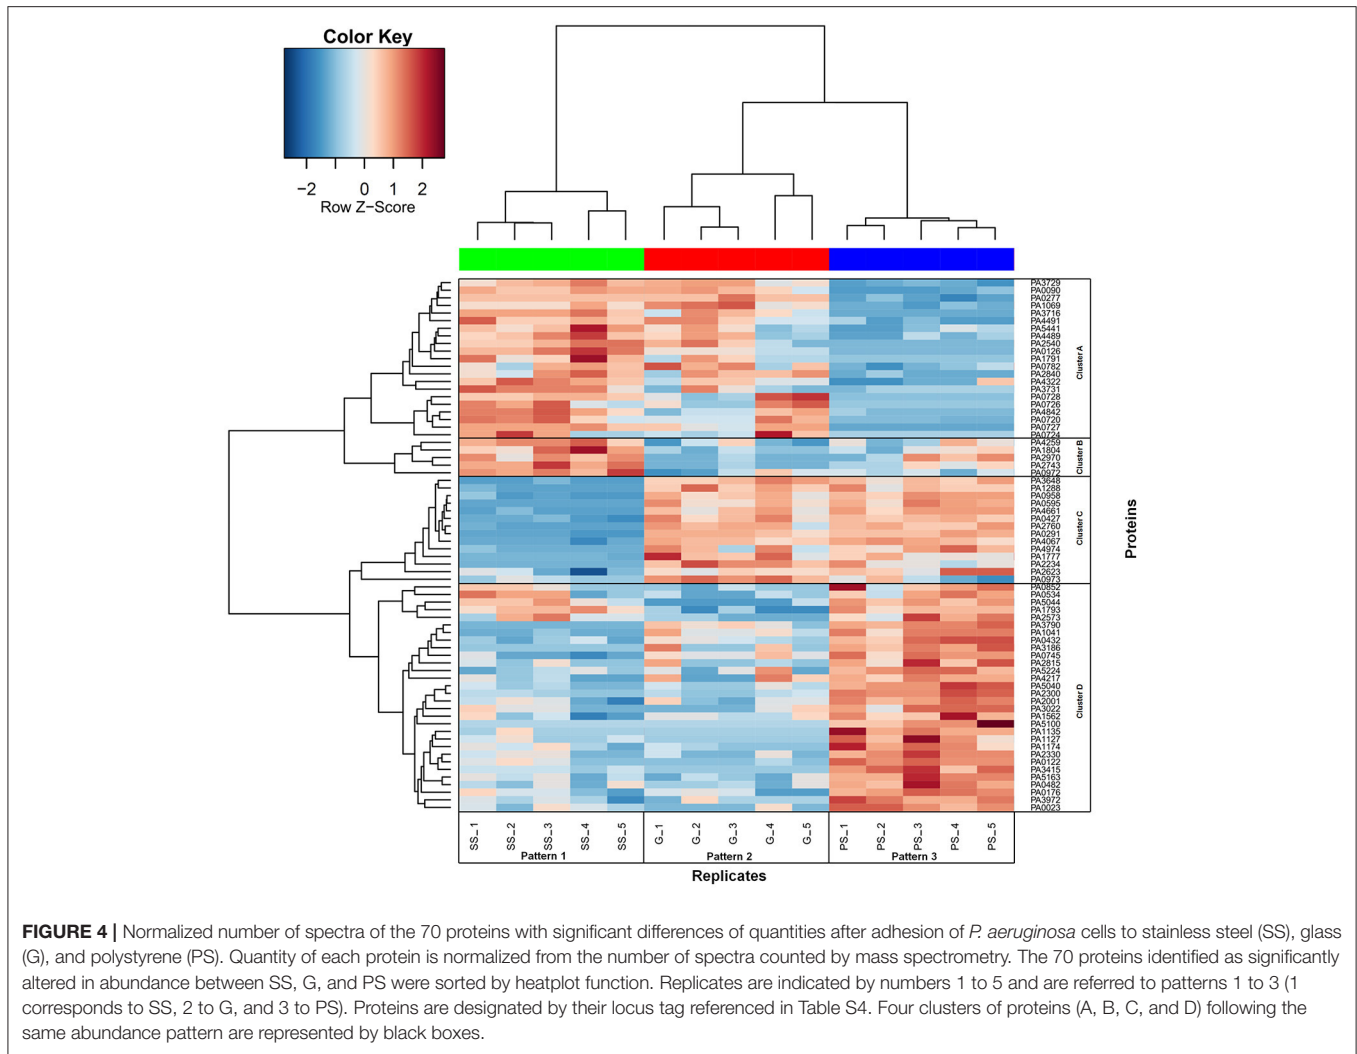 Color Key
−2 0 1 2
Row Z−Score
PA3729
PA0090
PA0277
PA1069
PA3716
PA4491
PA5441
PA4489
PA2540
PA0126
PA1791
PA0782
PA2840
PA4322
PA3731
PA0728
PA0726
PA4842
PA0720
PA0727
PA0724
PA4259
PA1804
PA2970
PA2743
PA0972
PA3648
PA1288
PA0958
PA0595
PA4661
PA0427
PA2760
PA0291
PA4067
PA4974
PA1777
PA2234
PA2623
PA0973
PA0852
PA0534
PA5044
PA1793
PA2573
PA3790
PA1041
PA0432
PA3186
PA0745
PA2815
PA5224
PA4217
PA5040
PA2300
PA2001
PA3022
PA1562
PA5100
PA1135
PA1127
PA1174
PA2330
PA0122
PA3415
PA5163
PA0482
PA0176
PA3972
PA0023
Cluster A
Cluster B
Cluster C
Cluster D
Proteins
SS_1 SS_2 SS_3 SS_4 SS_5 G_1 G_2 G_3 G_4 G_5 PS_1 PS_2 PS_3 PS_4 PS_5
Pattern 1 Pattern 2 Pattern 3
Replicates
FIGURE 4 | Normalized number of spectra of the 70 proteins with significant differences of quantities after adhesion of P. aeruginosa cells to stainless steel (SS), glass
(G), and polystyrene (PS). Quantity of each protein is normalized from the number of spectra counted by mass spectrometry. The 70 proteins identified as significantly
altered in abundance between SS, G, and PS were sorted by heatplot function. Replicates are indicated by numbers 1 to 5 and are referred to patterns 1 to 3 (1
corresponds to SS, 2 to G, and 3 to PS). Proteins are designated by their locus tag referenced in Table S4. Four clusters of proteins (A, B, C, and D) following the
same abundance pattern are represented by black boxes.